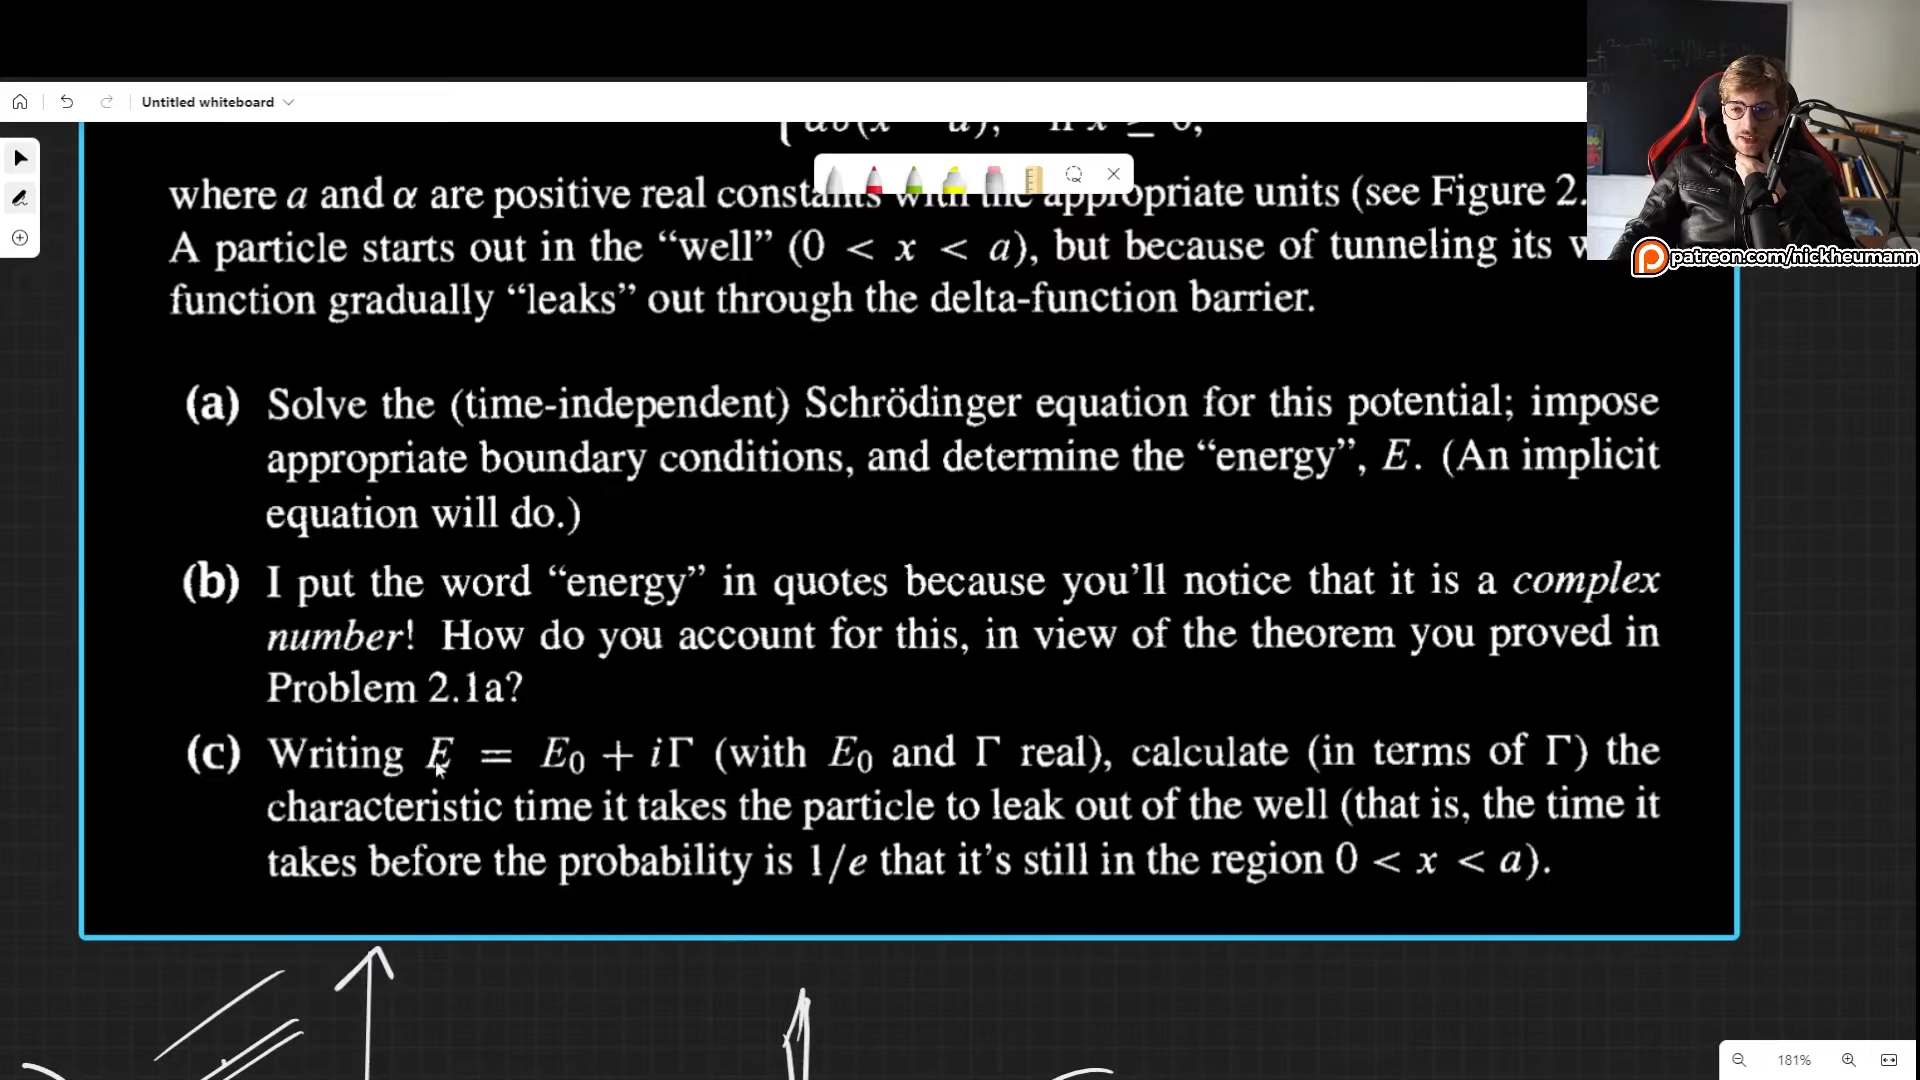 Untitled whiteboard
where a and α are positive real constants with the appropriate units (see Figure 2.
A particle starts out in the “well” (0 < x < a), but because of tunneling its
function gradually “leaks” out through the delta-function barrier.
(a) Solve the (time-independent) Schrödinger equation for this potential; impose
appropriate boundary conditions, and determine the “energy”, E. (An implicit
equation will do.)
(b) I put the word “energy” in quotes because you’ll notice that it is a complex
number! How do you account for this, in view of the theorem you proved in
Problem 2.1a?
(c) Writing E = E₀ + iΓ (with E₀ and Γ real), calculate (in terms of Γ) the
characteristic time it takes the particle to leak out of the well (that is, the time it
takes before the probability is 1/e that it’s still in the region 0 < x < a).
patreon.com/nickheumann
181%